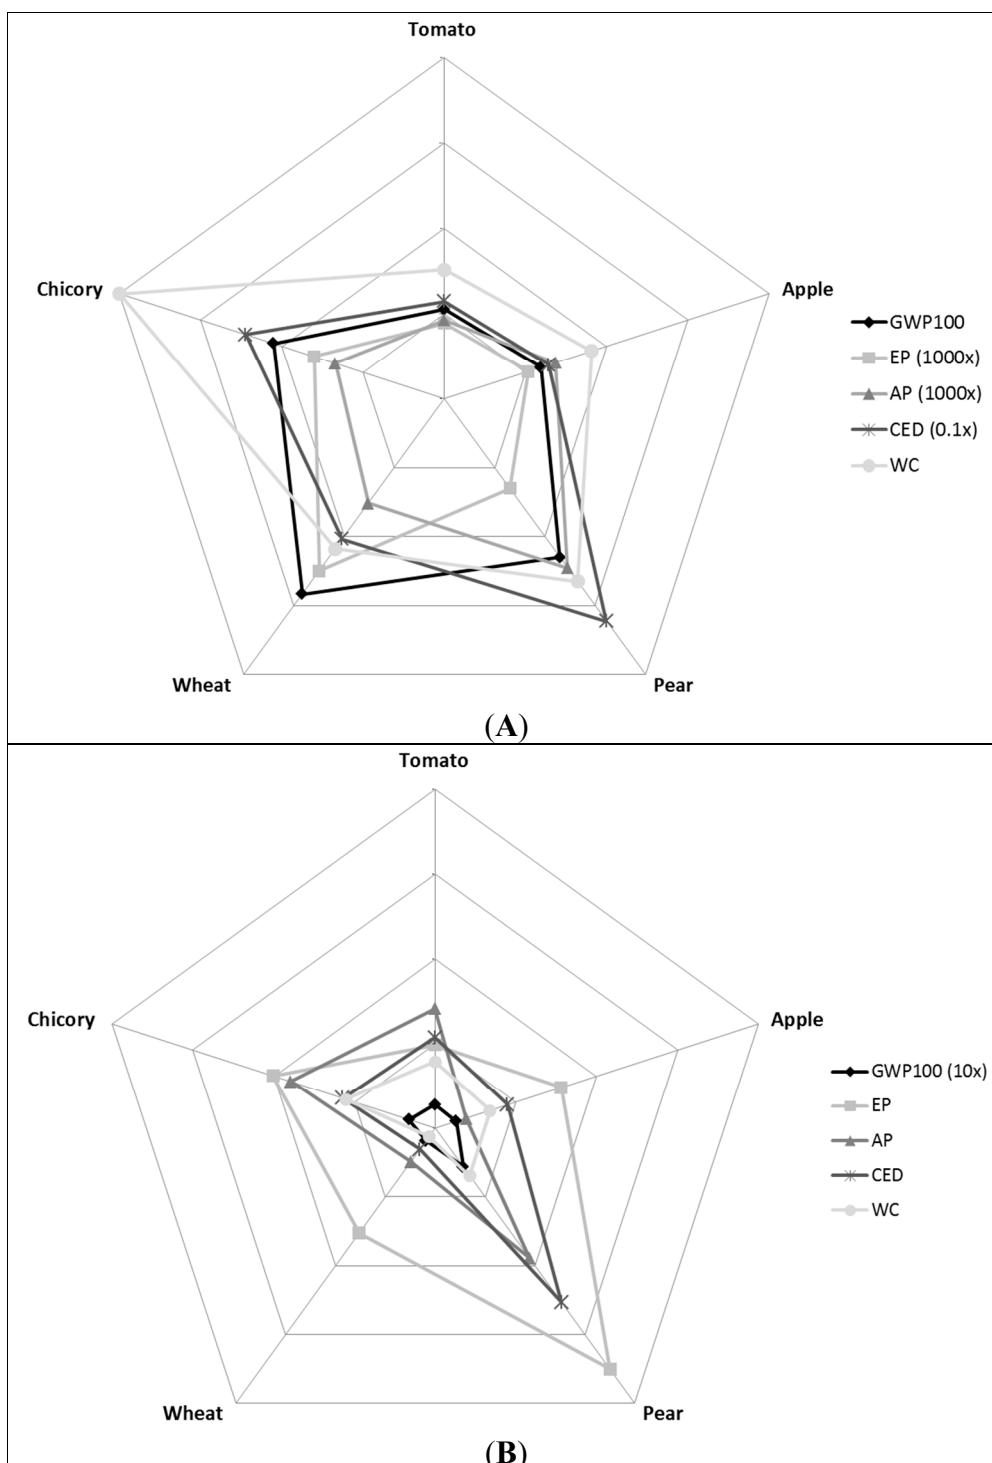 Tomato
Chicory
Apple
GWP100
EP (1000x)
AP (1000x)
CED (0.1x)
WC
Wheat
Pear
(A)
Tomato
Chicory
Apple
GWP100 (10x)
EP
AP
CED
WC
Wheat
Pear
(B)